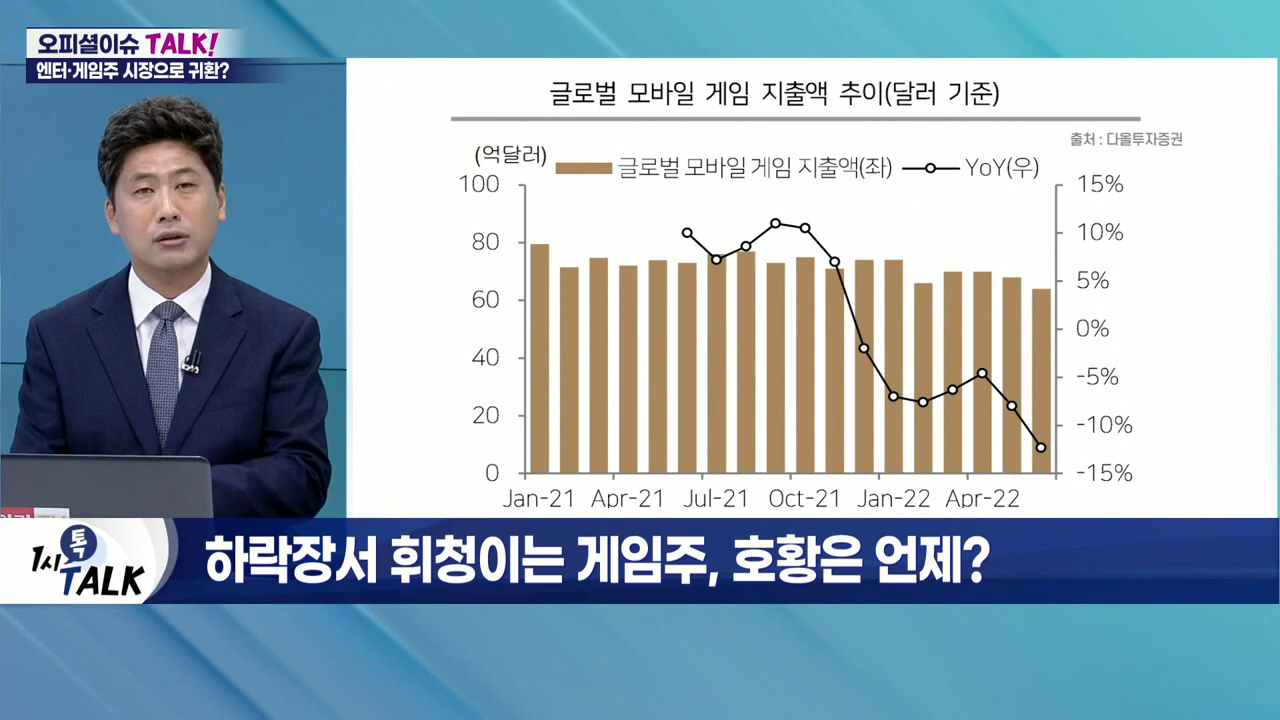 오피셜이슈 TALK!
엔터·게임주 시장으로 귀환?
글로벌 모바일 게임 지출액 추이(달러 기준)
출처 : 다올투자증권
(억달러)
글로벌 모바일 게임 지출액(좌)
YoY(우)
100
80
60
40
20
0
15%
10%
5%
0%
-5%
-10%
-15%
Jan-21 Apr-21 Jul-21 Oct-21 Jan-22 Apr-22
1시 톡 TALK
하락장서 휘청이는 게임주, 호황은 언제?